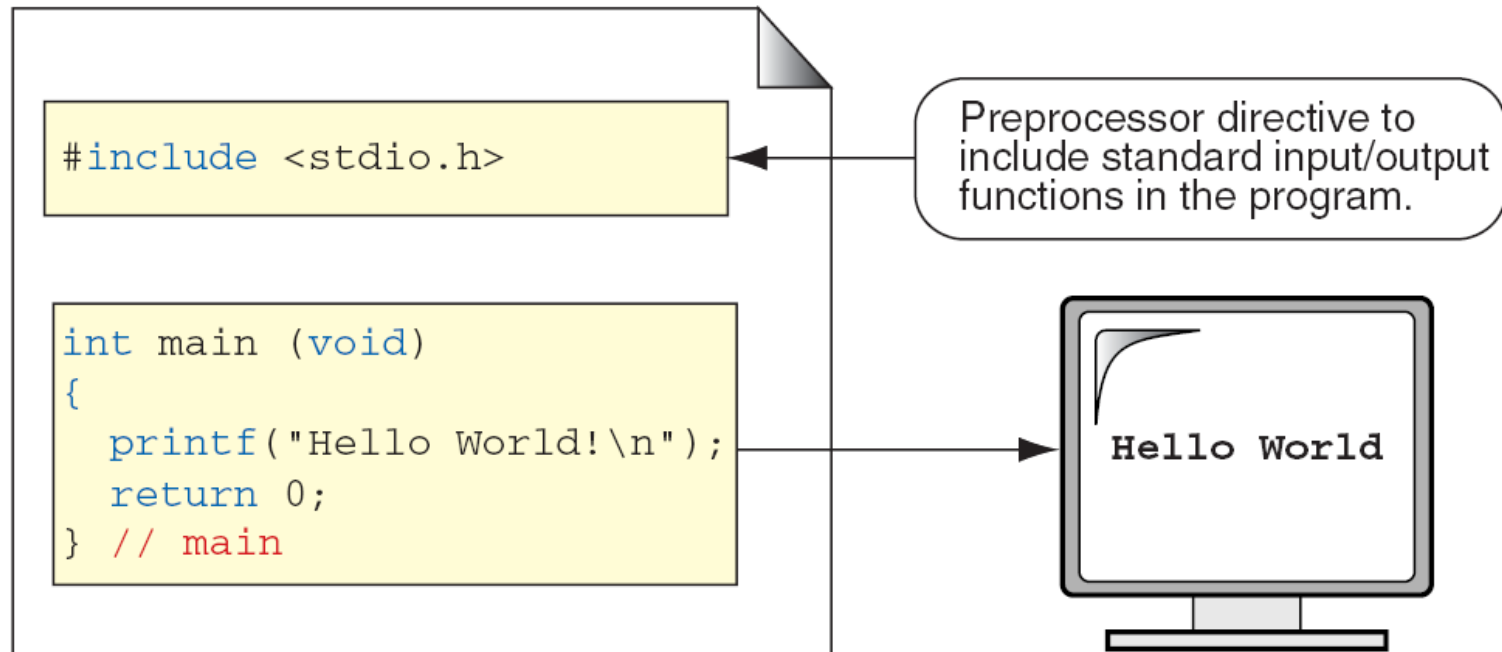 #include <stdio.h>
Preprocessor directive to
include standard input/output
functions in the program.
int main (void)
{
printf("Hello World!\n");
return 0;
} // main
Hello World